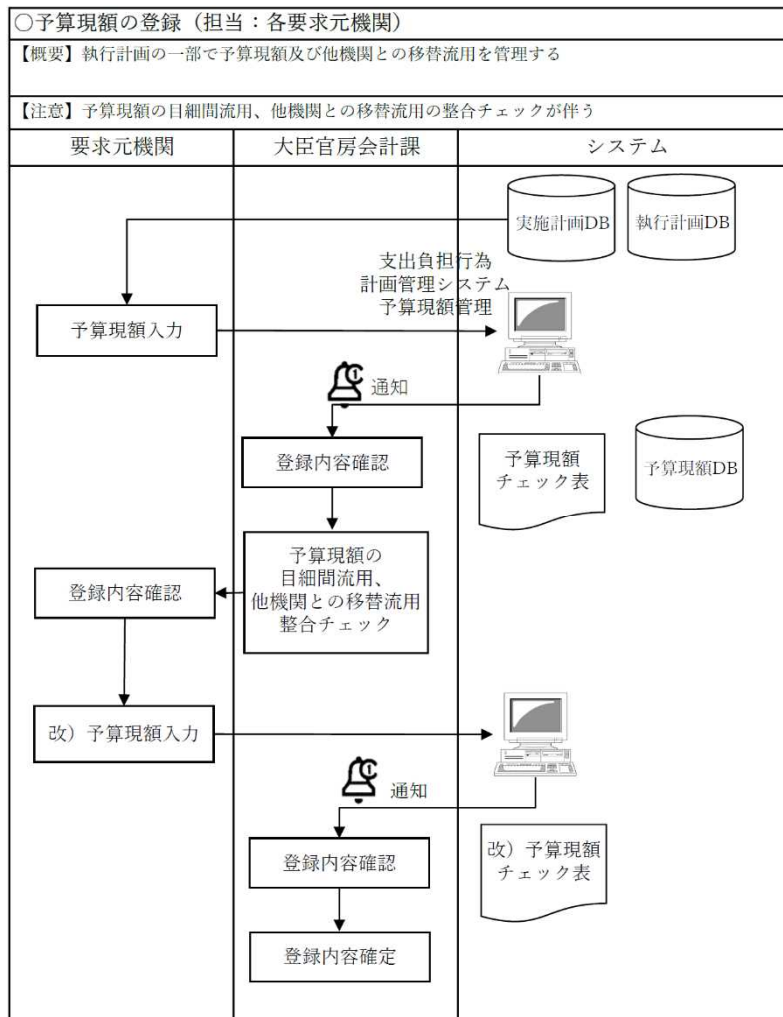 ○予算現額の登録（担当：各要求元機関）
【概要】執行計画の一部で予算現額及び他機関との移替流用を管理する
【注意】予算現額の目細間流用、他機関との移替流用の整合チェックが伴う
要求元機関
大臣官房会計課
システム
実施計画DB
執行計画DB
支出負担行為
計画管理システム
予算現額管理
予算現額入力
通知
登録内容確認
予算現額
チェック表
予算現額DB
予算現額の
目細間流用、
他機関との移替流用
整合チェック
登録内容確認
改）予算現額入力
通知
登録内容確認
改）予算現額
チェック表
登録内容確定